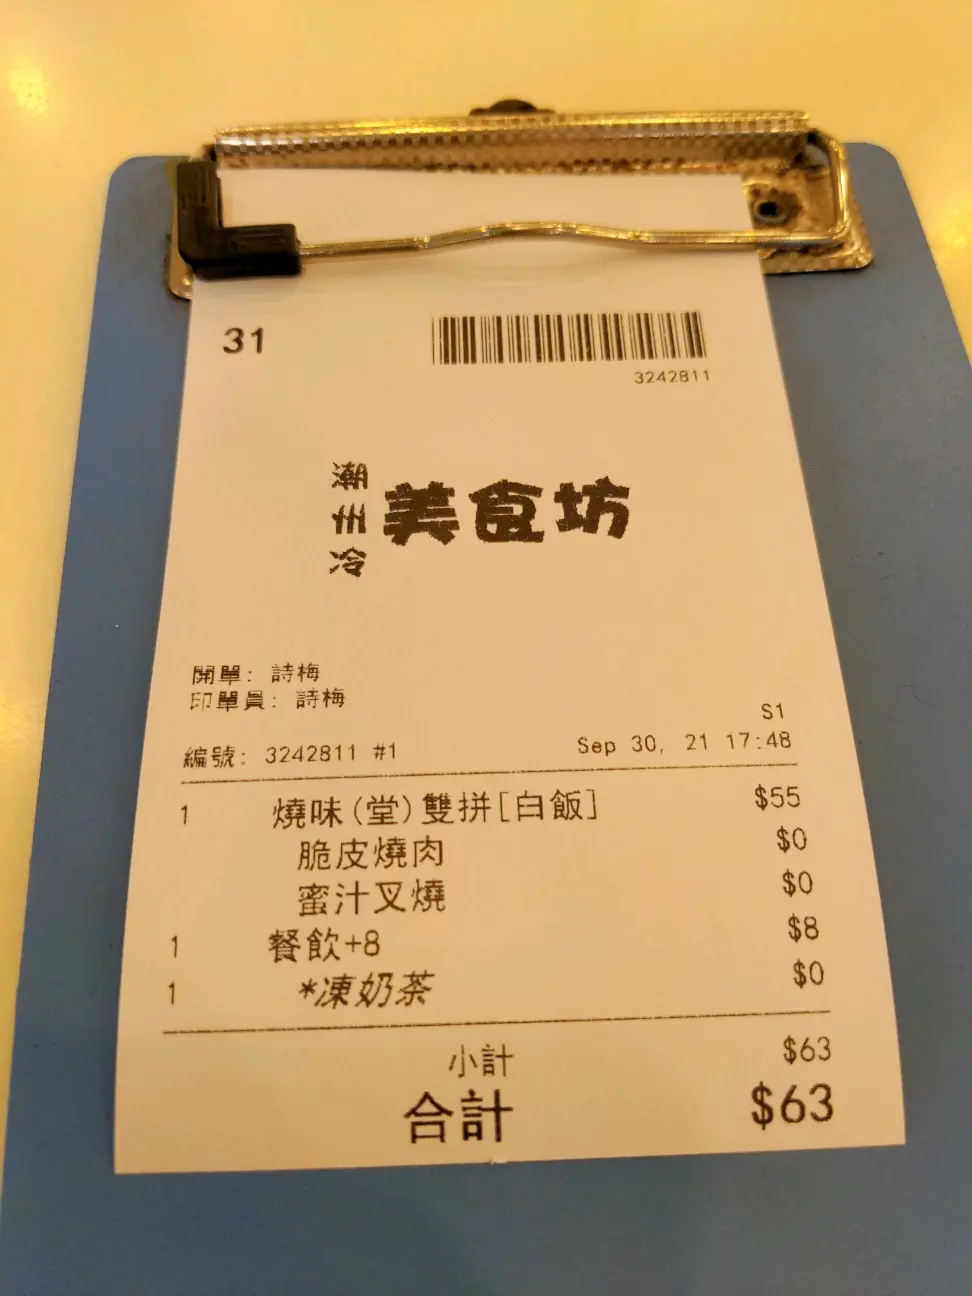 31
3242811
潮州冷
美食坊
開單: 詩梅
印單員: 詩梅
S1
編號: 3242811 #1 Sep 30, 21 17:48
1 燒味(堂)雙拼[白飯] $55
脆皮燒肉 $0
蜜汁叉燒 $0
1 餐飲+8 $8
1 *凍奶茶 $0
小計 $63
合計 $63